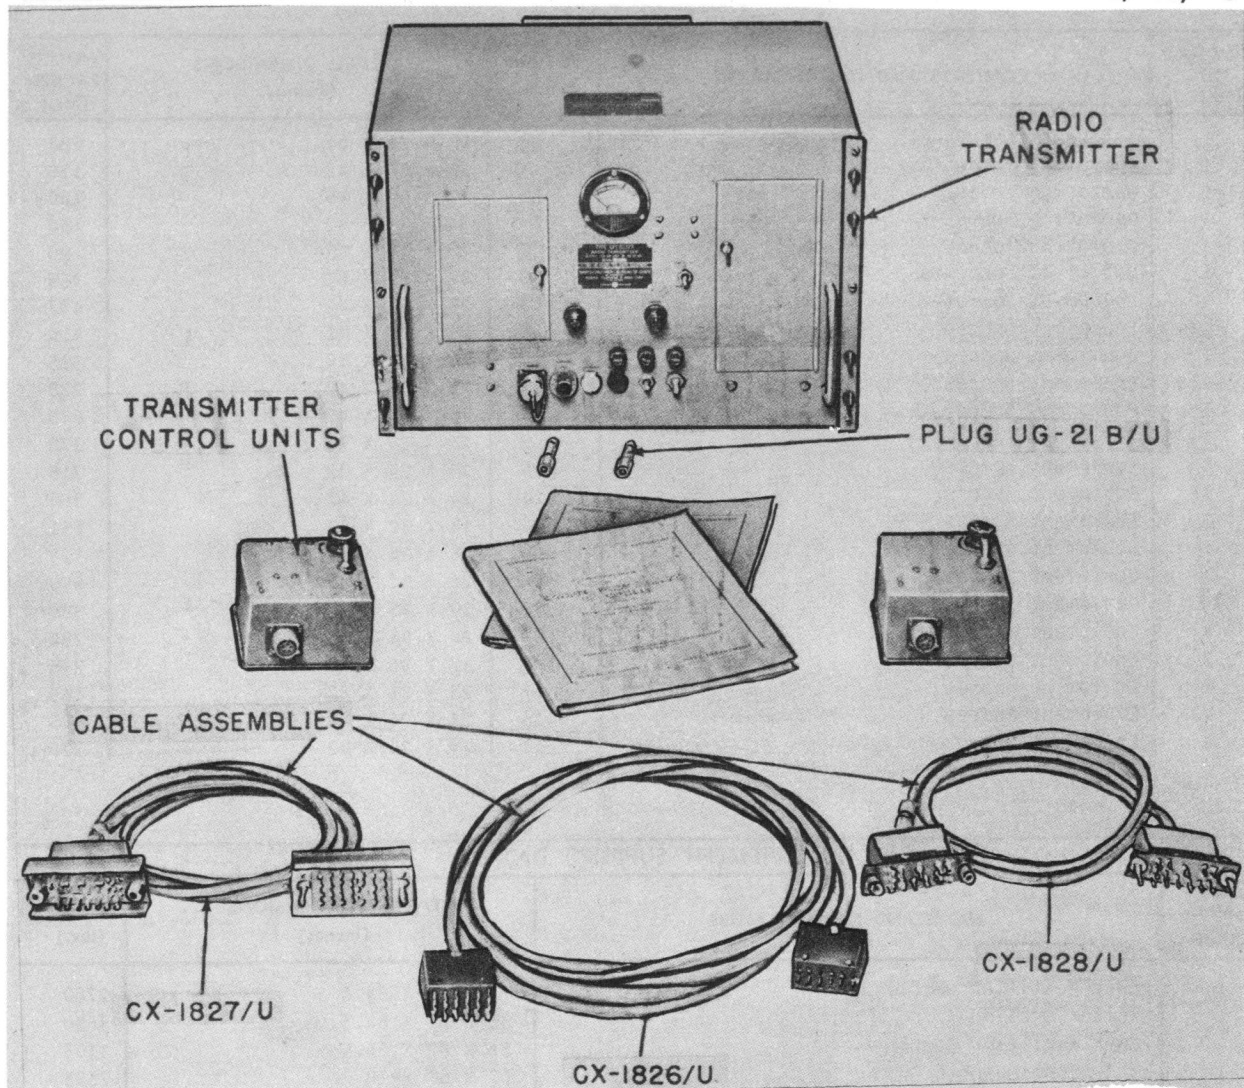 RADIO
TRANSMITTER
TRANSMITTER
CONTROL UNITS
PLUG UG-21 B/U
CABLE ASSEMBLIES
CX-1827/U
CX-1828/U
CX-1826/U